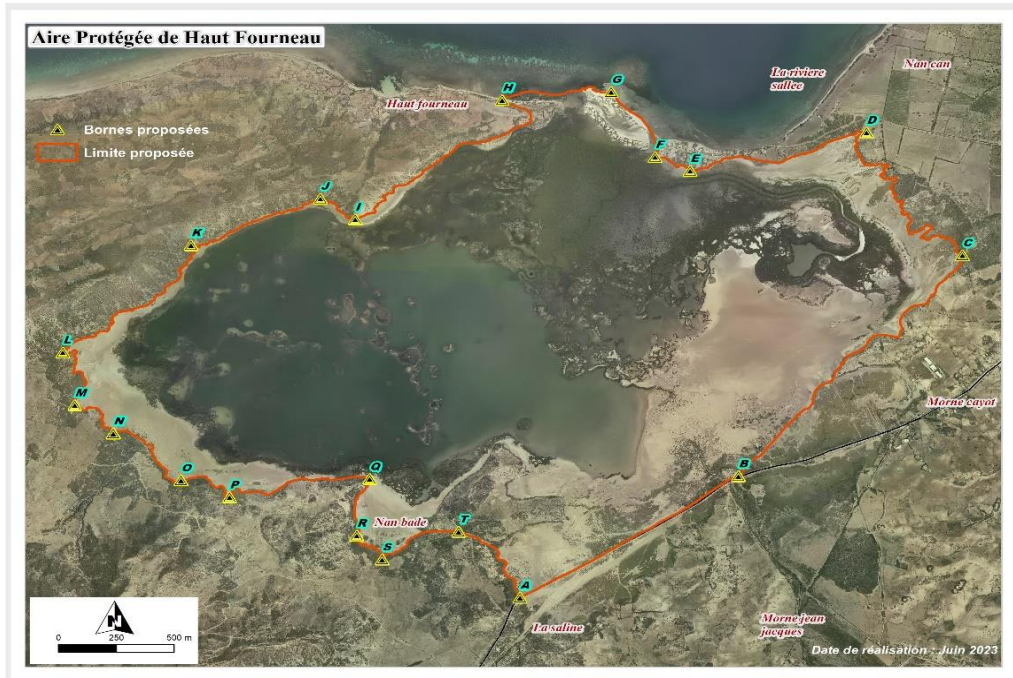 Aire Protégée de Haut Fourneau
La riviere
sallee
Nan can
Haut fourneau
Bornes proposées
Limite proposée
H
G
D
F
E
C
J
I
K
L
M
N
O
P
Q
R
Nan bade
S
T
A
B
Morne cayot
La saline
Morne jean
jacques
N
0 250 500 m
Date de réalisation : Juin 2023